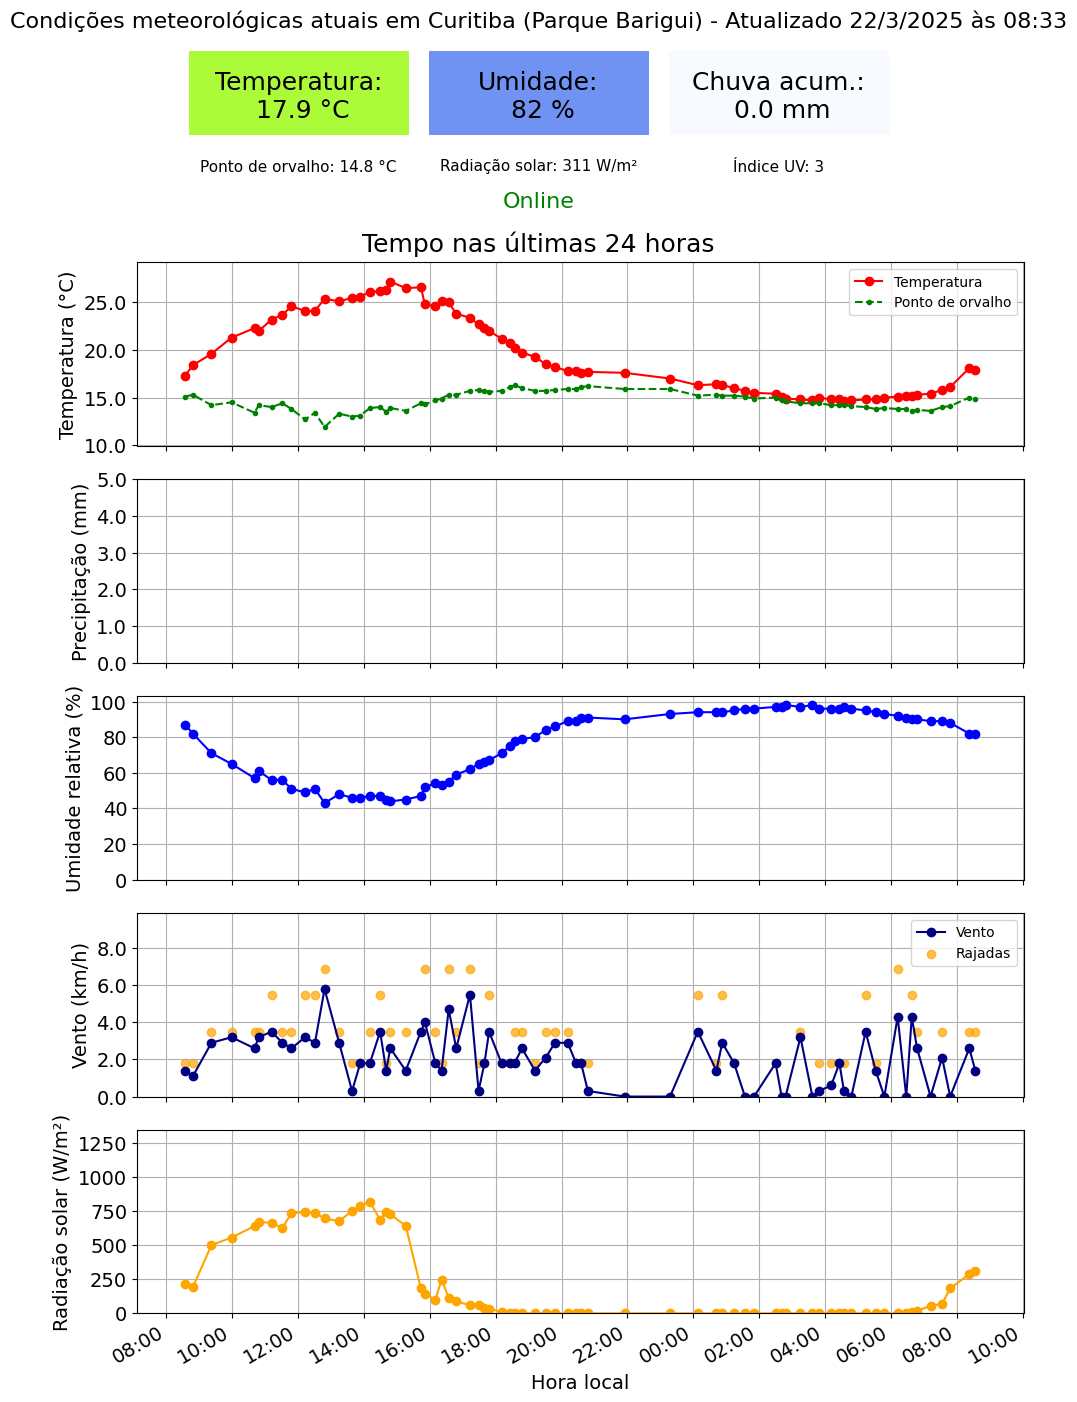 Condições meteorológicas atuais em Curitiba (Parque Barigui) - Atualizado 22/3/2025 às 08:33
Temperatura:
17.9 °C
Umidade:
82 %
Chuva acum.:
0.0 mm
Ponto de orvalho: 14.8 °C
Radiação solar: 311 W/m²
Índice UV: 3
Online
Tempo nas últimas 24 horas
Temperatura (°C)
25.0
20.0
15.0
10.0
Temperatura
Ponto de orvalho
Precipitação (mm)
5.0
4.0
3.0
2.0
1.0
0.0
Umidade relativa (%)
100
80
60
40
20
0
Vento (km/h)
8.0
6.0
4.0
2.0
0.0
Vento
Rajadas
Radiação solar (W/m²)
1250
1000
750
500
250
0
08:00
10:00
12:00
14:00
16:00
18:00
20:00
22:00
00:00
02:00
04:00
06:00
08:00
10:00
Hora local